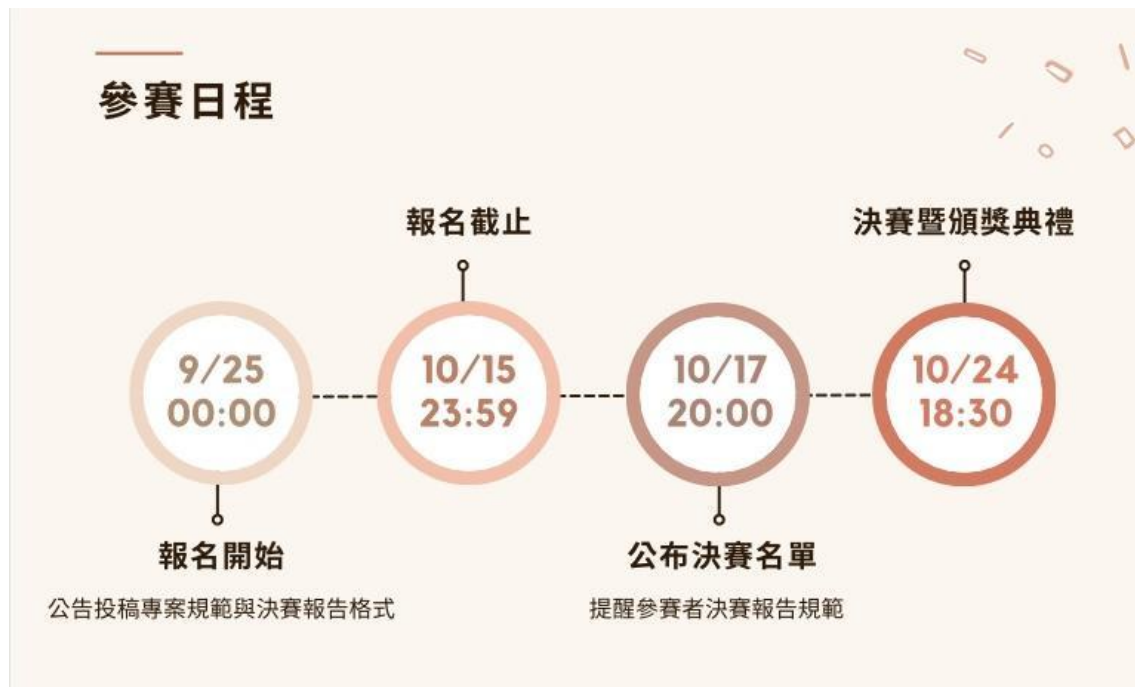 參賽日程
報名截止
決賽暨頒獎典禮
9/25
00:00
10/15
23:59
10/17
20:00
10/24
18:30
報名開始
公告投稿專案規範與決賽報告格式
公布決賽名單
提醒參賽者決賽報告規範